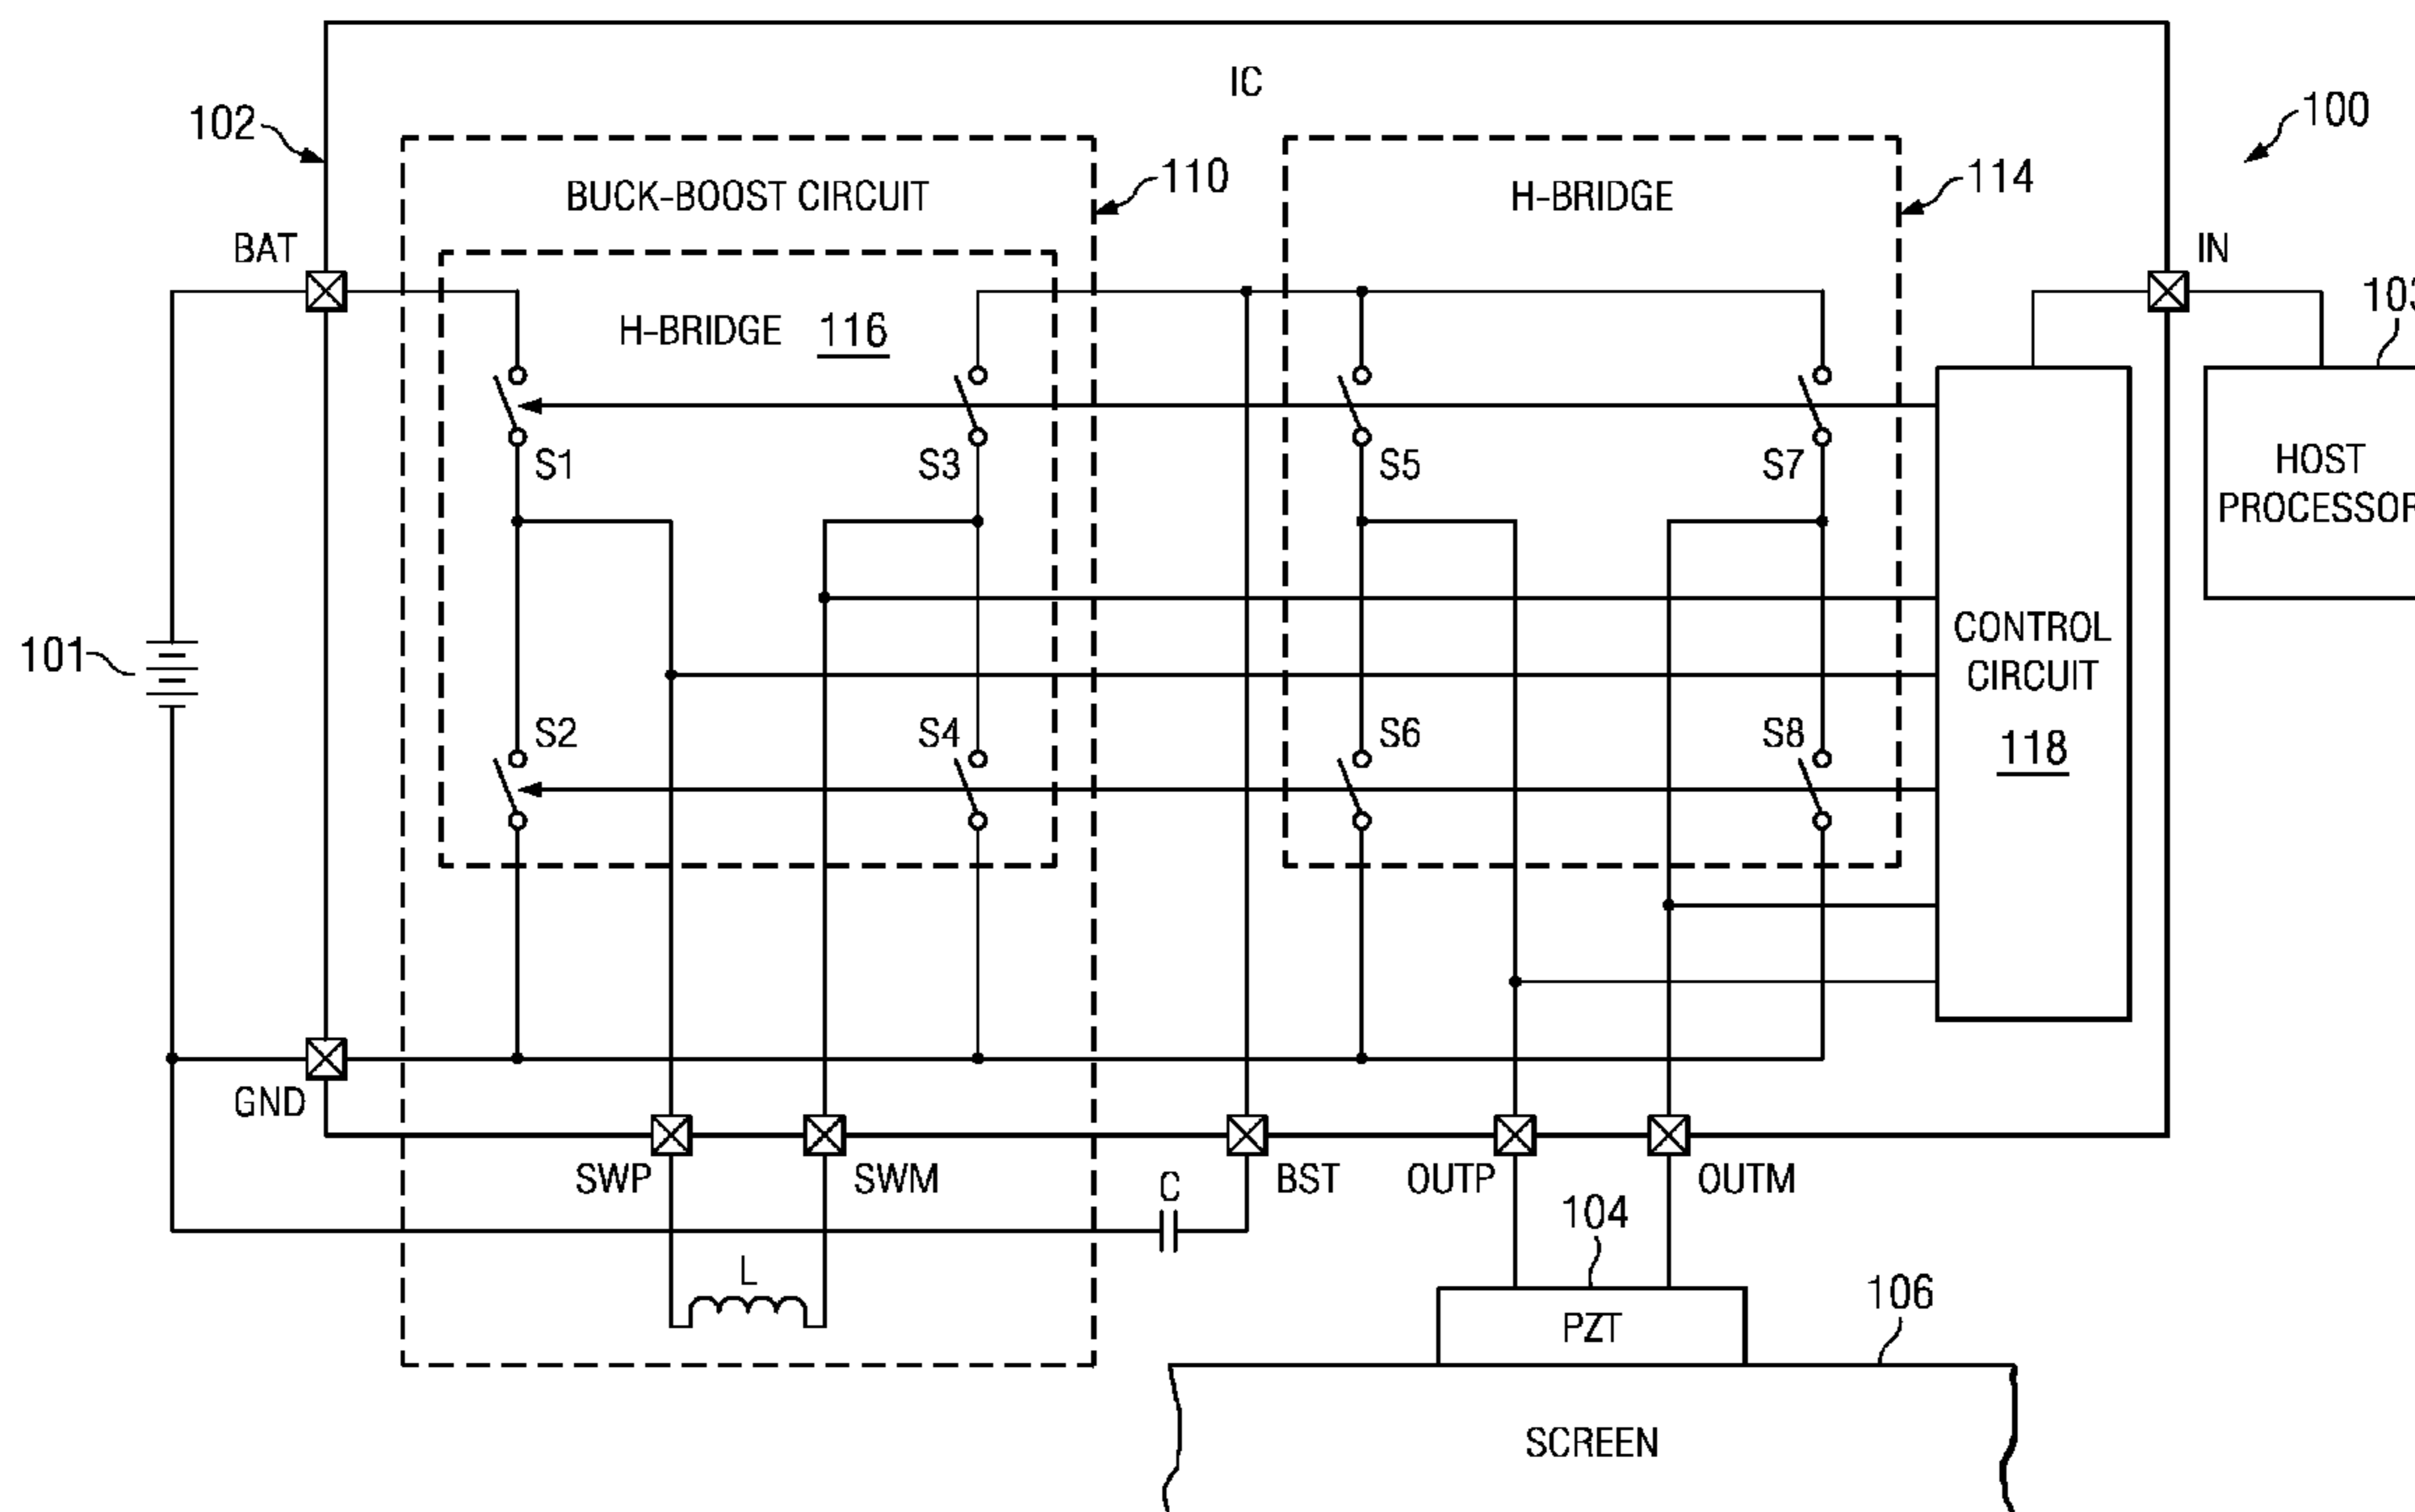 IC
102
100
110
114
BUCK-BOOST CIRCUIT
H-BRIDGE
BAT
IN
H-BRIDGE 116
S1
S3
S5
S7
HOST
PROCESSOR
101
CONTROL
CIRCUIT
118
S2
S4
S6
S8
GND
SWP
SWM
BST
OUTP
OUTM
C
104
L
106
PZT
SCREEN